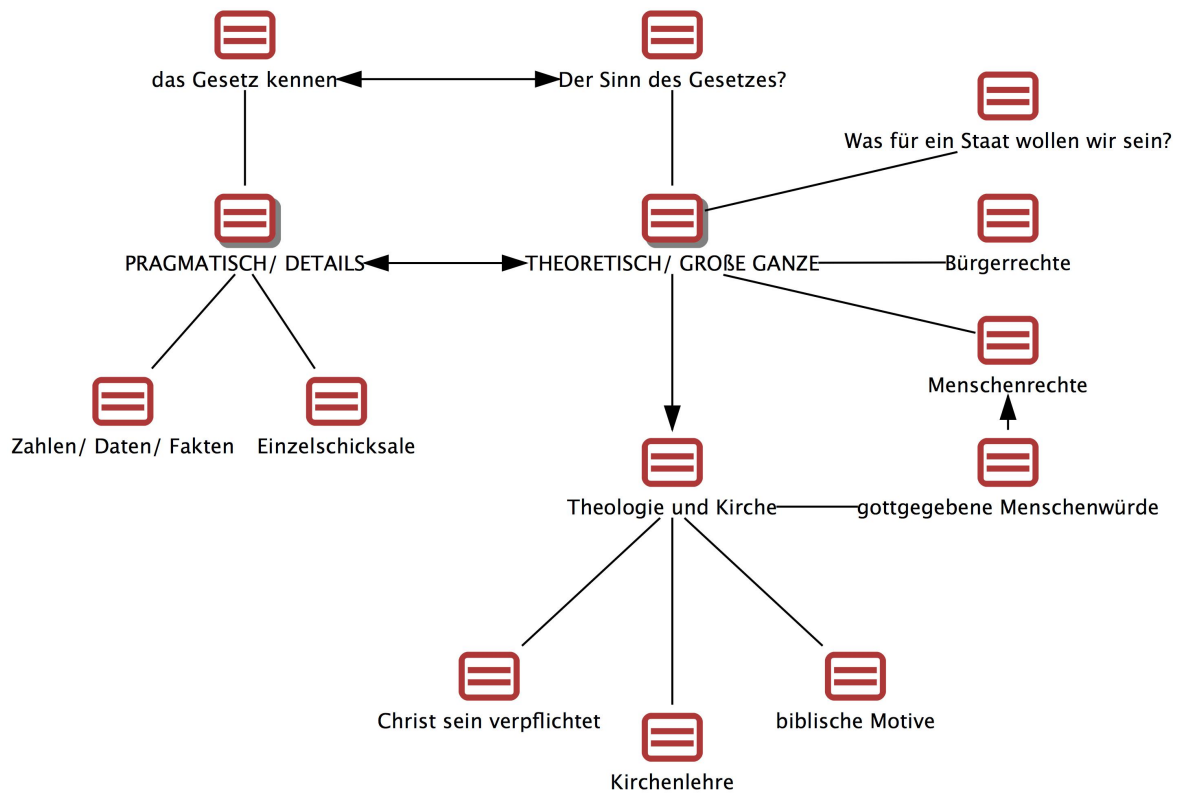 das Gesetz kennen
Der Sinn des Gesetzes?
Was für ein Staat wollen wir sein?
PRAGMATISCH/ DETAILS
THEORETISCH/ GROßE GANZE
Bürgerrechte
Menschenrechte
Zahlen/ Daten/ Fakten
Einzelschicksale
Theologie und Kirche
gottgegebene Menschenwürde
Christ sein verpflichtet
biblische Motive
Kirchenlehre